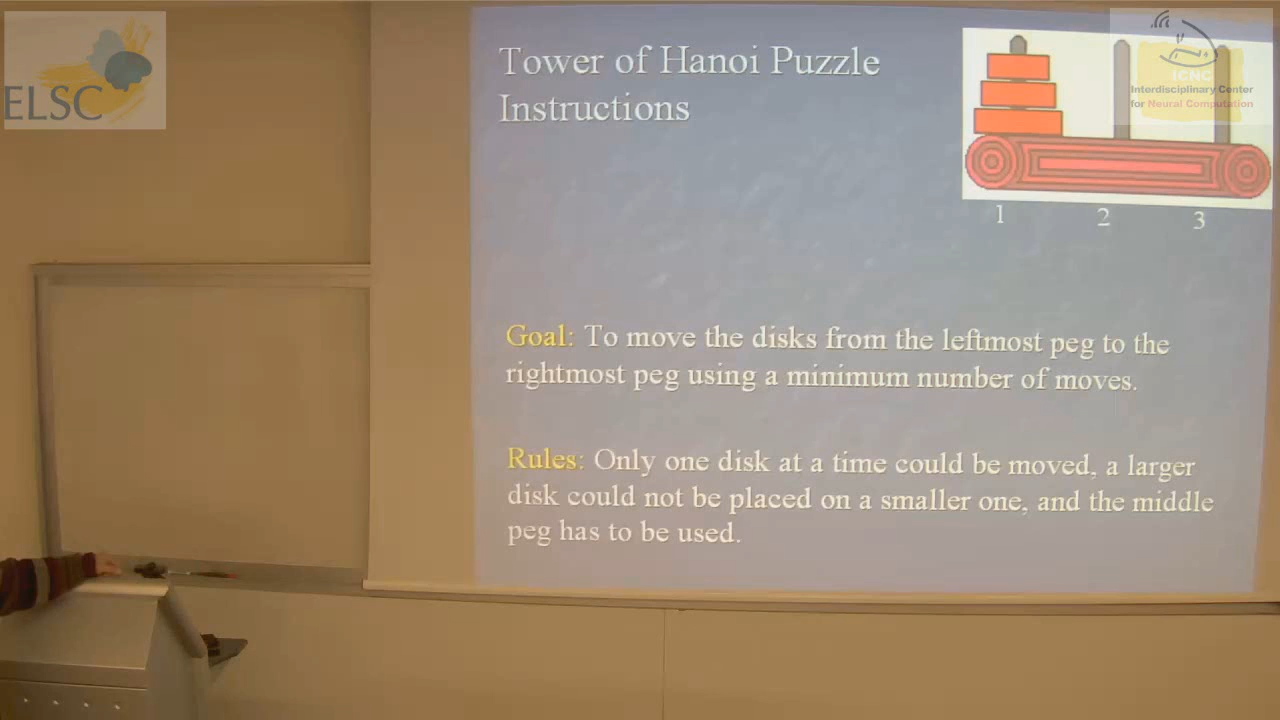 ELSC
ICNC
Interdisciplinary Center
for Neural Computation
Tower of Hanoi Puzzle
Instructions
1 2 3
Goal: To move the disks from the leftmost peg to the
rightmost peg using a minimum number of moves.
Rules: Only one disk at a time could be moved, a larger
disk could not be placed on a smaller one, and the middle
peg has to be used.